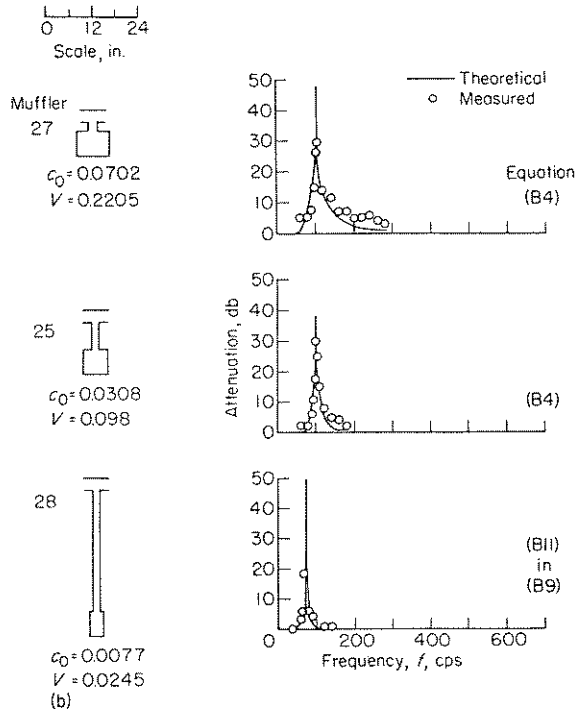 0 12 24
Scale, in.
Muffler
27
c₀=0.0702
V=0.2205
25
c₀=0.0308
V=0.098
28
c₀=0.0077
V=0.0245
(b)
Theoretical
Measured
50
40
30
20
10
0
Equation
(B4)
50
40
30
20
10
0
(B4)
50
40
30
20
10
0 200 400 600
(B11)
in
(B9)
Attenuation, db
Frequency, f, cps